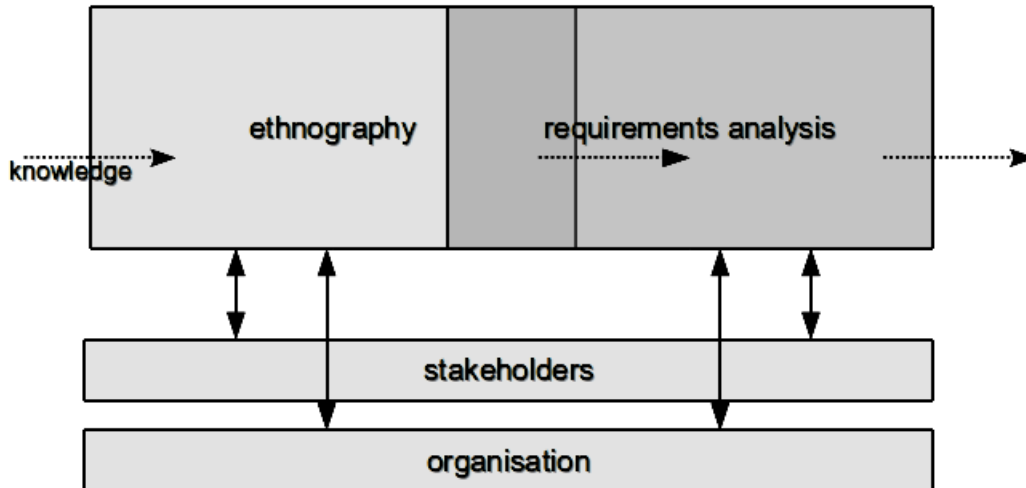 ethnography
requirements analysis
knowledge
stakeholders
organisation